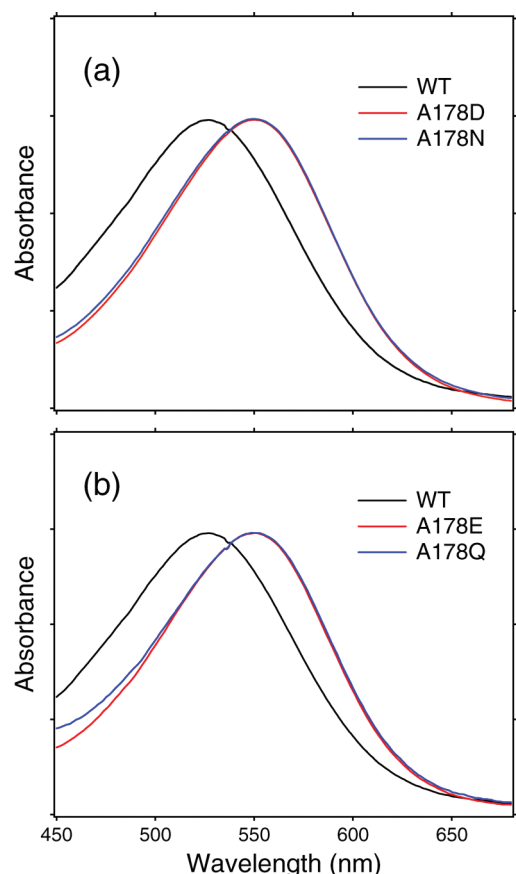 (a)
WT
A178D
A178N
Absorbance
(b)
WT
A178E
A178Q
Absorbance
450 500 550 600 650
Wavelength (nm)